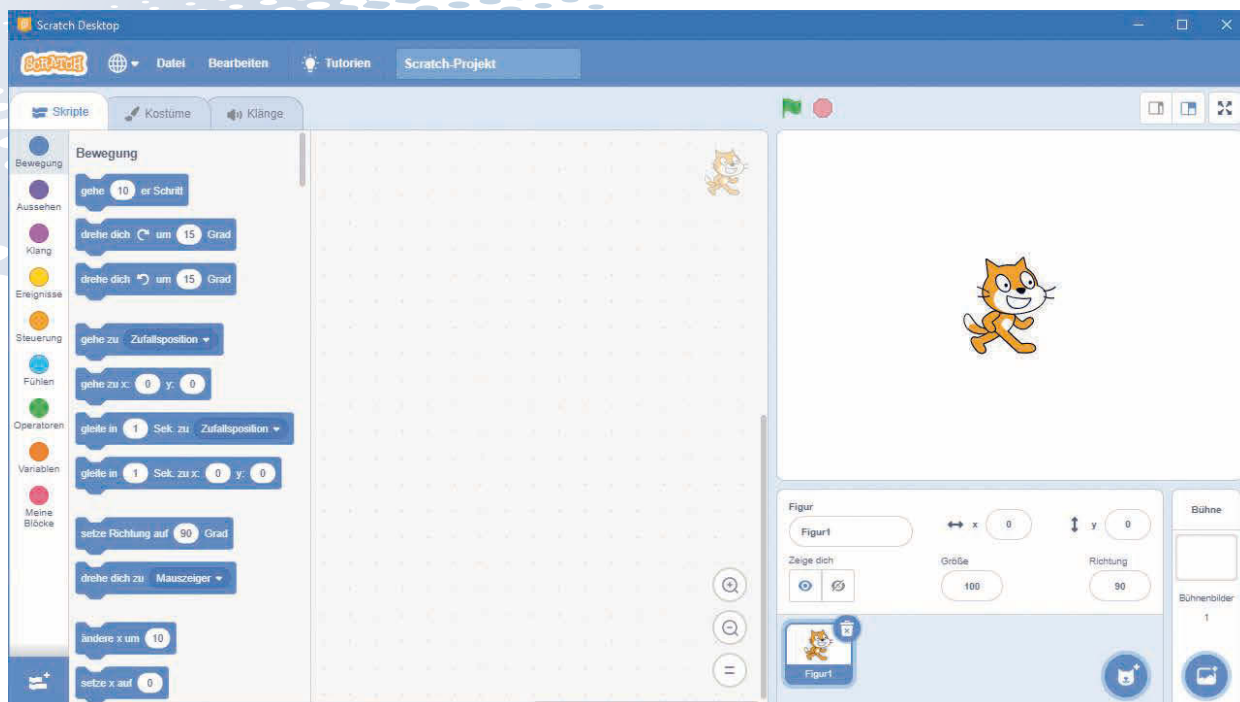 Scratch Desktop
SCRATCH Datei Bearbeiten Tutorien Scratch-Projekt
Skripte Kostüme Klänge
Bewegung
Aussehen
Klang
Ereignisse
Steuerung
Fühlen
Operatoren
Variablen
Meine
Blöcke
Bewegung
gehe 10 er Schritt
drehe dich um 15 Grad
drehe dich um 15 Grad
gehe zu Zufallsposition
gehe zu x: 0 y: 0
gleite in 1 Sek. zu Zufallsposition
gleite in 1 Sek. zu x: 0 y: 0
setze Richtung auf 90 Grad
drehe dich zu Mauszeiger
ändere x um 10
setze x auf 0
Figur
Figur1 x 0 y 0
Zeige dich Größe Richtung
100 90
Figur1
Bühne
Bühnenbilder
1